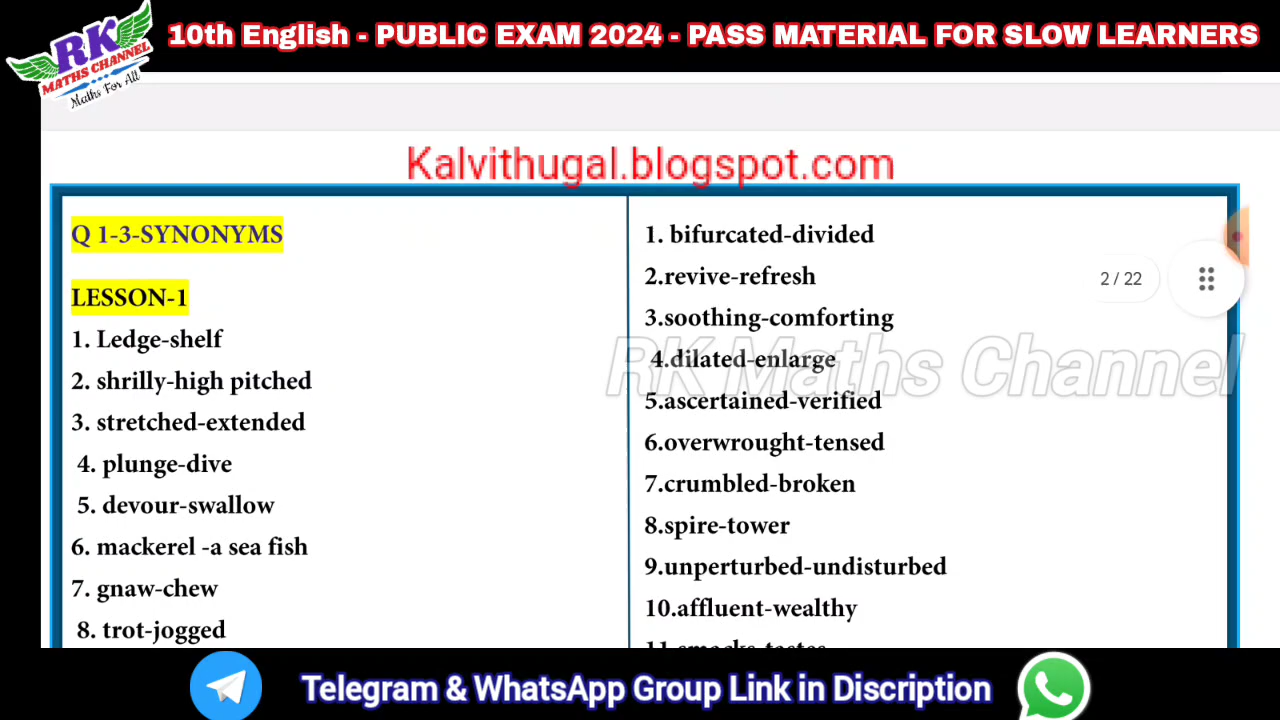 RK
MATHS CHANNEL
Maths For All
10th English - PUBLIC EXAM 2024 - PASS MATERIAL FOR SLOW LEARNERS
Kalvithugal.blogspot.com
Q 1-3-SYNONYMS
LESSON-1
1. Ledge-shelf
2. shrilly-high pitched
3. stretched-extended
4. plunge-dive
5. devour-swallow
6. mackerel -a sea fish
7. gnaw-chew
8. trot-jogged
1. bifurcated-divided
2.revive-refresh
3.soothing-comforting
4.dilated-enlarge
5.ascertained-verified
6.overwrought-tensed
7.crumbled-broken
8.spire-tower
9.unperturbed-undisturbed
10.affluent-wealthy
11.smacks-tastes
2 / 22
RK Maths Channel
Telegram & WhatsApp Group Link in Discription